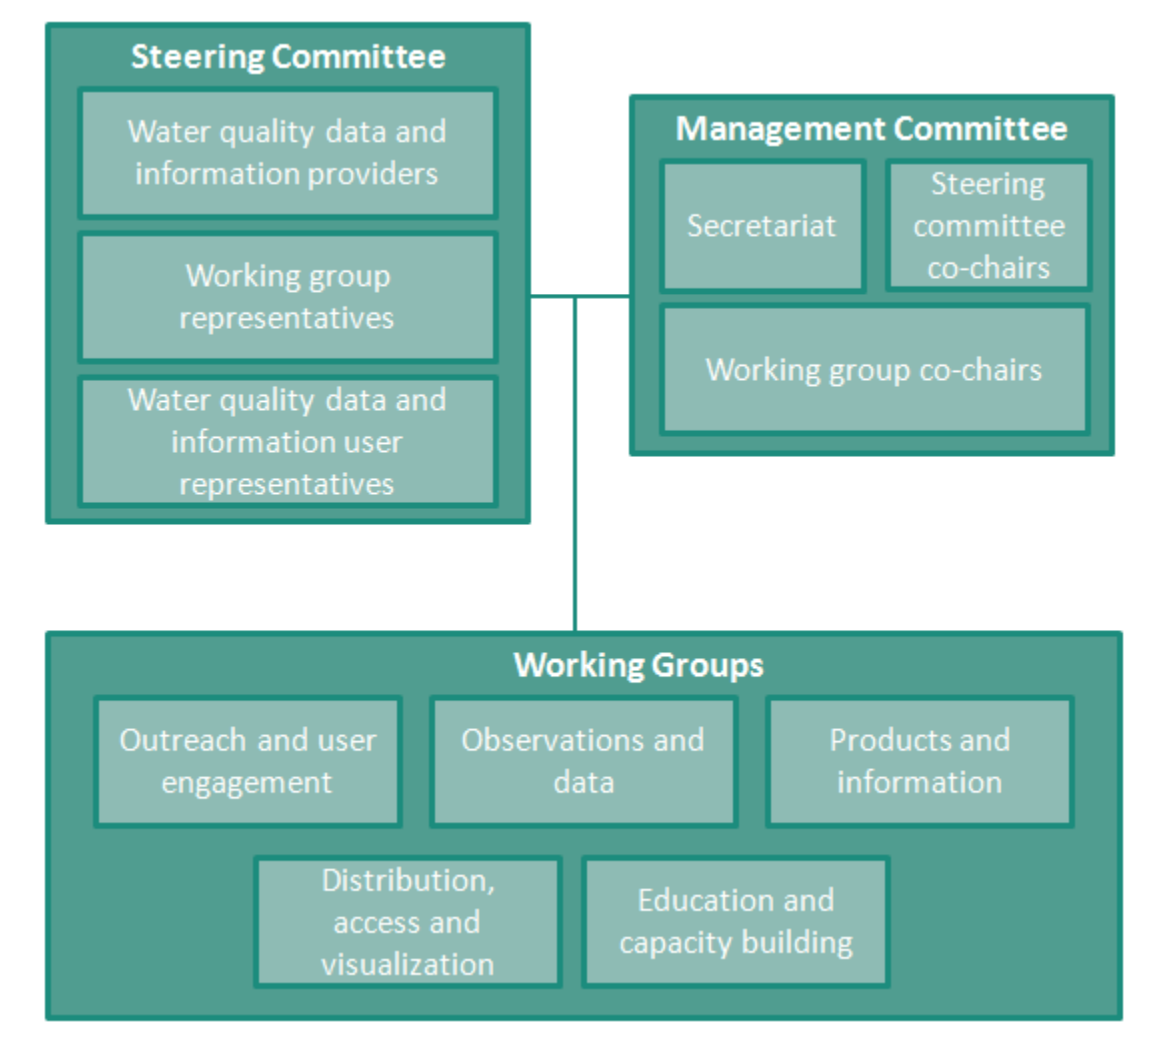 Steering Committee
Water quality data and
information providers
Working group
representatives
Water quality data and
information user
representatives
Management Committee
Secretariat
Steering
committee
co-chairs
Working group co-chairs
Working Groups
Outreach and user
engagement
Observations and
data
Products and
information
Distribution,
access and
visualization
Education and
capacity building